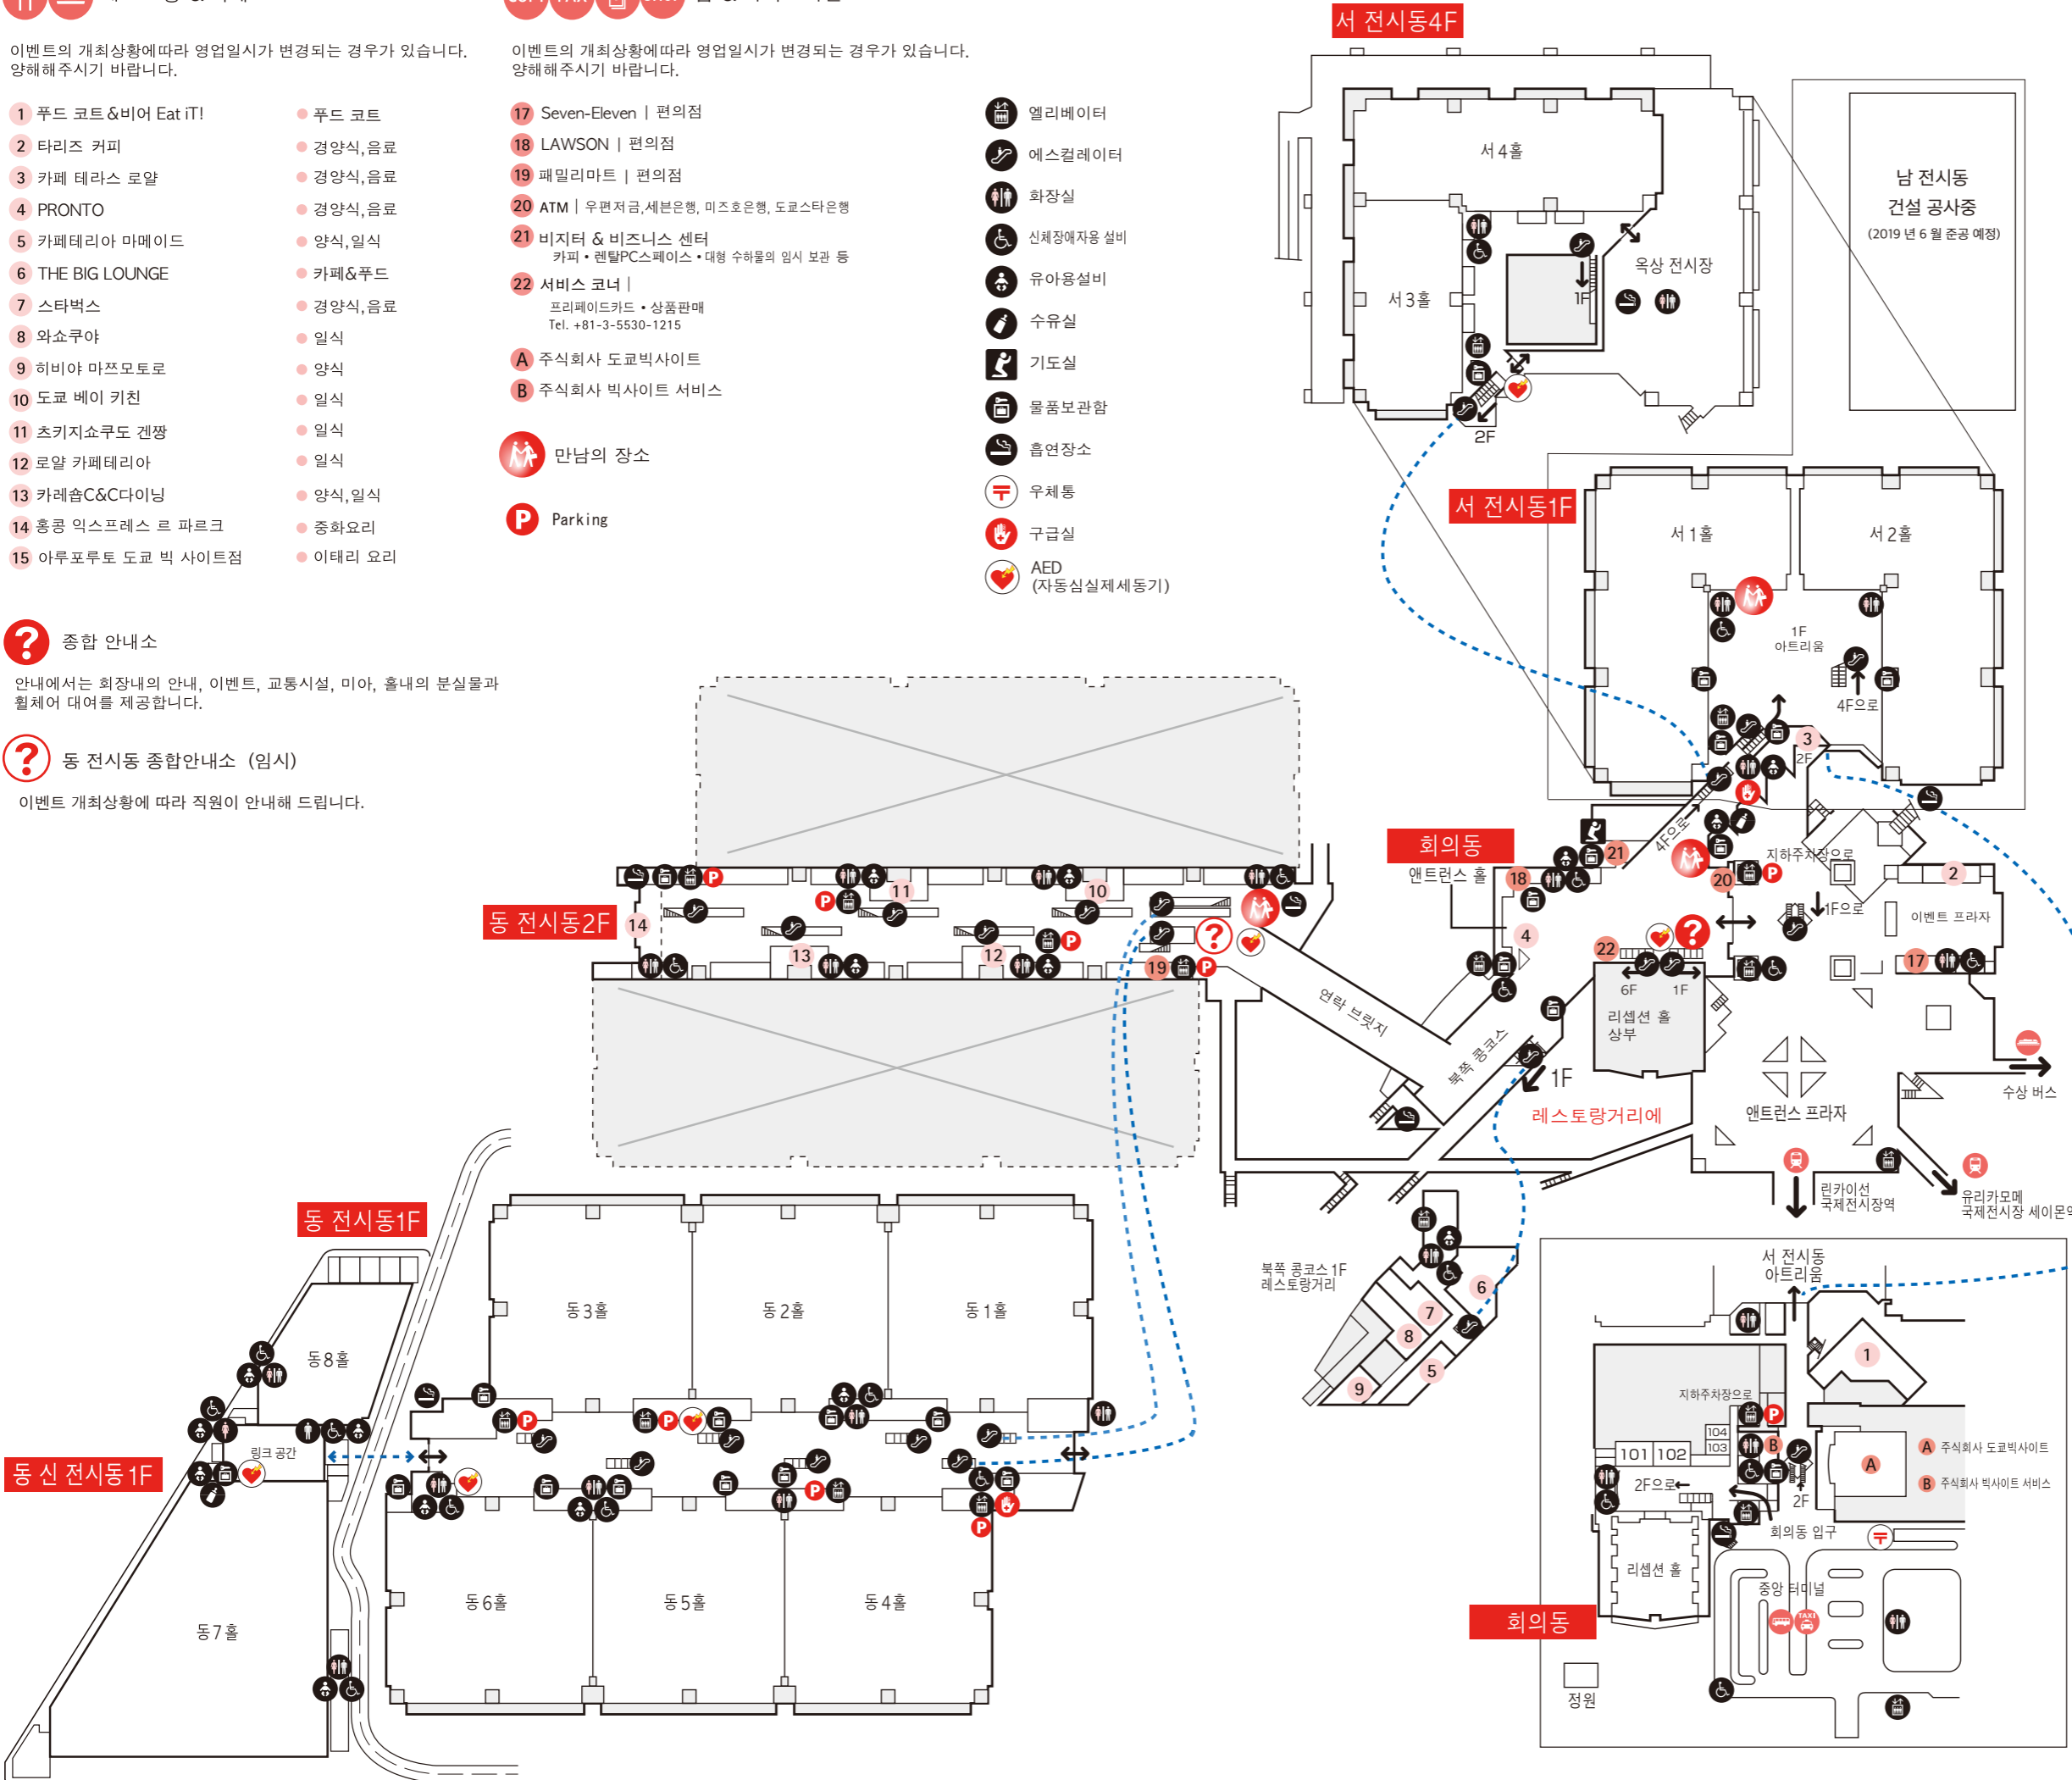 이벤트의 개최상황에따라 영업일시가 변경되는 경우가 있습니다.
양해해주시기 바랍니다.
1 푸드 코트&비어 Eat iT! 푸드 코트
2 타리즈 커피 경양식,음료
3 카페 테라스 로얄 경양식,음료
4 PRONTO 경양식,음료
5 카페테리아 마메이드 양식,일식
6 THE BIG LOUNGE 카페&푸드
7 스타벅스 경양식,음료
8 와쇼쿠야 일식
9 히비야 마쯔모토로 양식
10 도쿄 베이 키친 일식
11 츠키지쇼쿠도 겐짱 일식
12 로얄 카페테리아 일식
13 카레숍C&C다이닝 양식,일식
14 홍콩 익스프레스 르 파르크 중화요리
15 아루포루토 도쿄 빅 사이트점 이태리 요리
? 종합 안내소
안내에서는 회장내의 안내, 이벤트, 교통시설, 미아, 홀내의 분실물과
휠체어 대여를 제공합니다.
? 동 전시동 종합안내소 (임시)
이벤트 개최상황에 따라 직원이 안내해 드립니다.
이벤트의 개최상황에따라 영업일시가 변경되는 경우가 있습니다.
양해해주시기 바랍니다.
17 Seven-Eleven | 편의점
18 LAWSON | 편의점
19 패밀리마트 | 편의점
20 ATM | 우편저금,세븐은행, 미즈호은행, 도쿄스타은행
21 비지터 & 비즈니스 센터
카피 • 렌탈PC스페이스 • 대형 수하물의 임시 보관 등
22 서비스 코너 |
프리페이드카드 • 상품판매
Tel. +81-3-5530-1215
A 주식회사 도쿄빅사이트
B 주식회사 빅사이트 서비스
만남의 장소
P Parking
엘리베이터
에스컬레이터
화장실
신체장애자용 설비
유아용설비
수유실
기도실
물품보관함
흡연장소
우체통
구급실
AED
(자동심실제세동기)
서 전시동4F
서4홀
서3홀
1F
옥상 전시장
2F
남 전시동
건설 공사중
(2019 년 6 월 준공 예정)
서 전시동1F
서1홀
서2홀
1F
아트리움
4F으로
3
2F
4F으로
회의동
앤트런스 홀
18
21
지하주차장으로
20
P
2
1F으로
이벤트 프라자
4
22
?
17
6F
1F
리셉션 홀
상부
연락 브릿지
북쪽 콩코스
1F
레스토랑거리에
앤트런스 프라자
수상 버스
린카이선
국제전시장역
유리카모메
국제전시장 세이몬역
동 전시동2F
P
11
10
P
14
?
P
13
12
19
P
동 전시동1F
동3홀
동2홀
동1홀
동8홀
P
P
링크 공간
동 신 전시동1F
P
P
동6홀
동5홀
동4홀
동7홀
북쪽 콩코스 1F
레스토랑거리
6
7
8
5
9
서 전시동
아트리움
1
지하주차장으로
P
104
103
101
102
B
2F으로
2F
A
A 주식회사 도쿄빅사이트
B 주식회사 빅사이트 서비스
회의동 입구
리셉션 홀
중앙 터미널
TAXI
회의동
정원